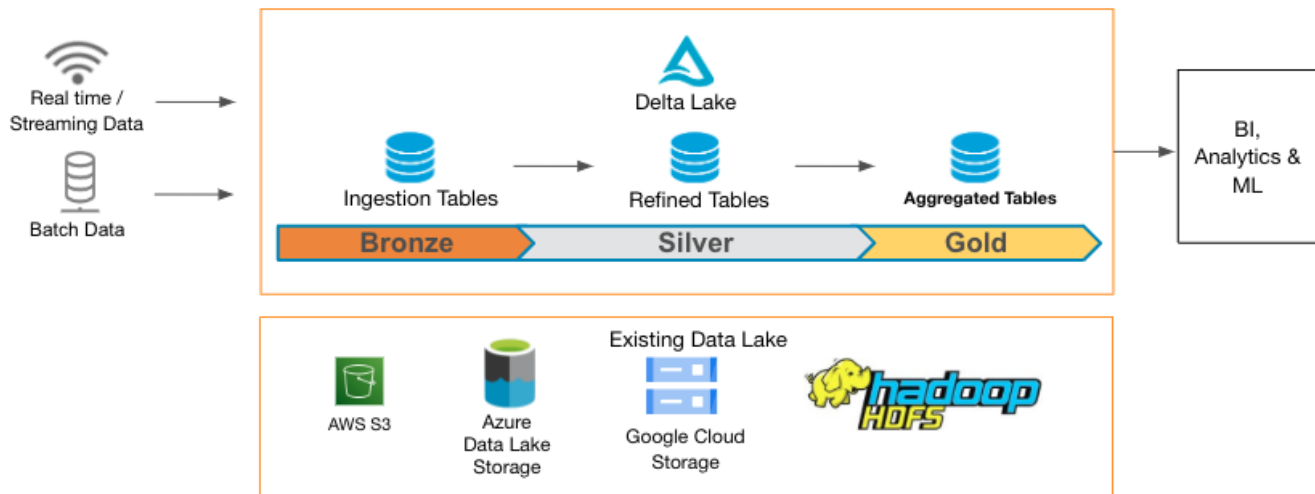 Real time /
Streaming Data
Batch Data
Delta Lake
Ingestion Tables
Refined Tables
Aggregated Tables
Bronze
Silver
Gold
BI,
Analytics &
ML
Existing Data Lake
AWS S3
Azure
Data Lake
Storage
Google Cloud
Storage
hadoop
HDFS